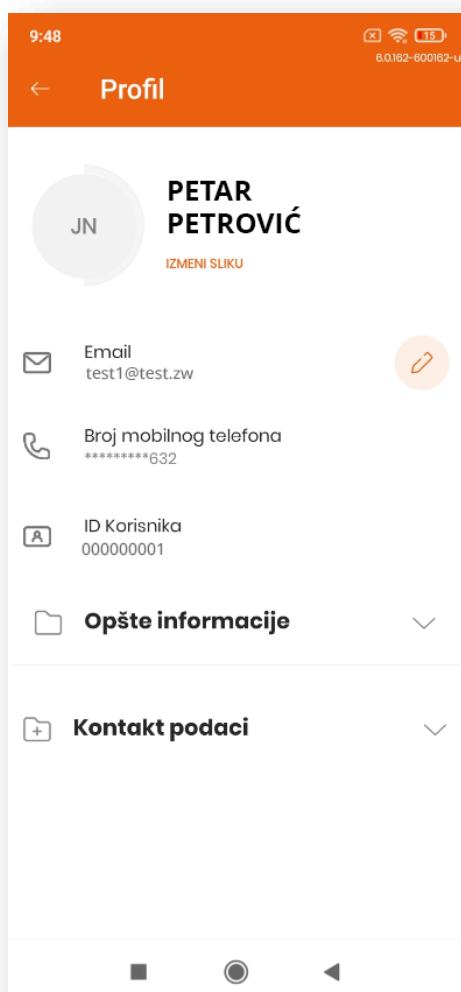 9:48
15
6.0.162-600162-u
Profil
JN
PETAR
PETROVIĆ
IZMENI SLIKU
Email
test1@test.zw
Broj mobilnog telefona
*********632
ID Korisnika
000000001
Opšte informacije
Kontakt podaci